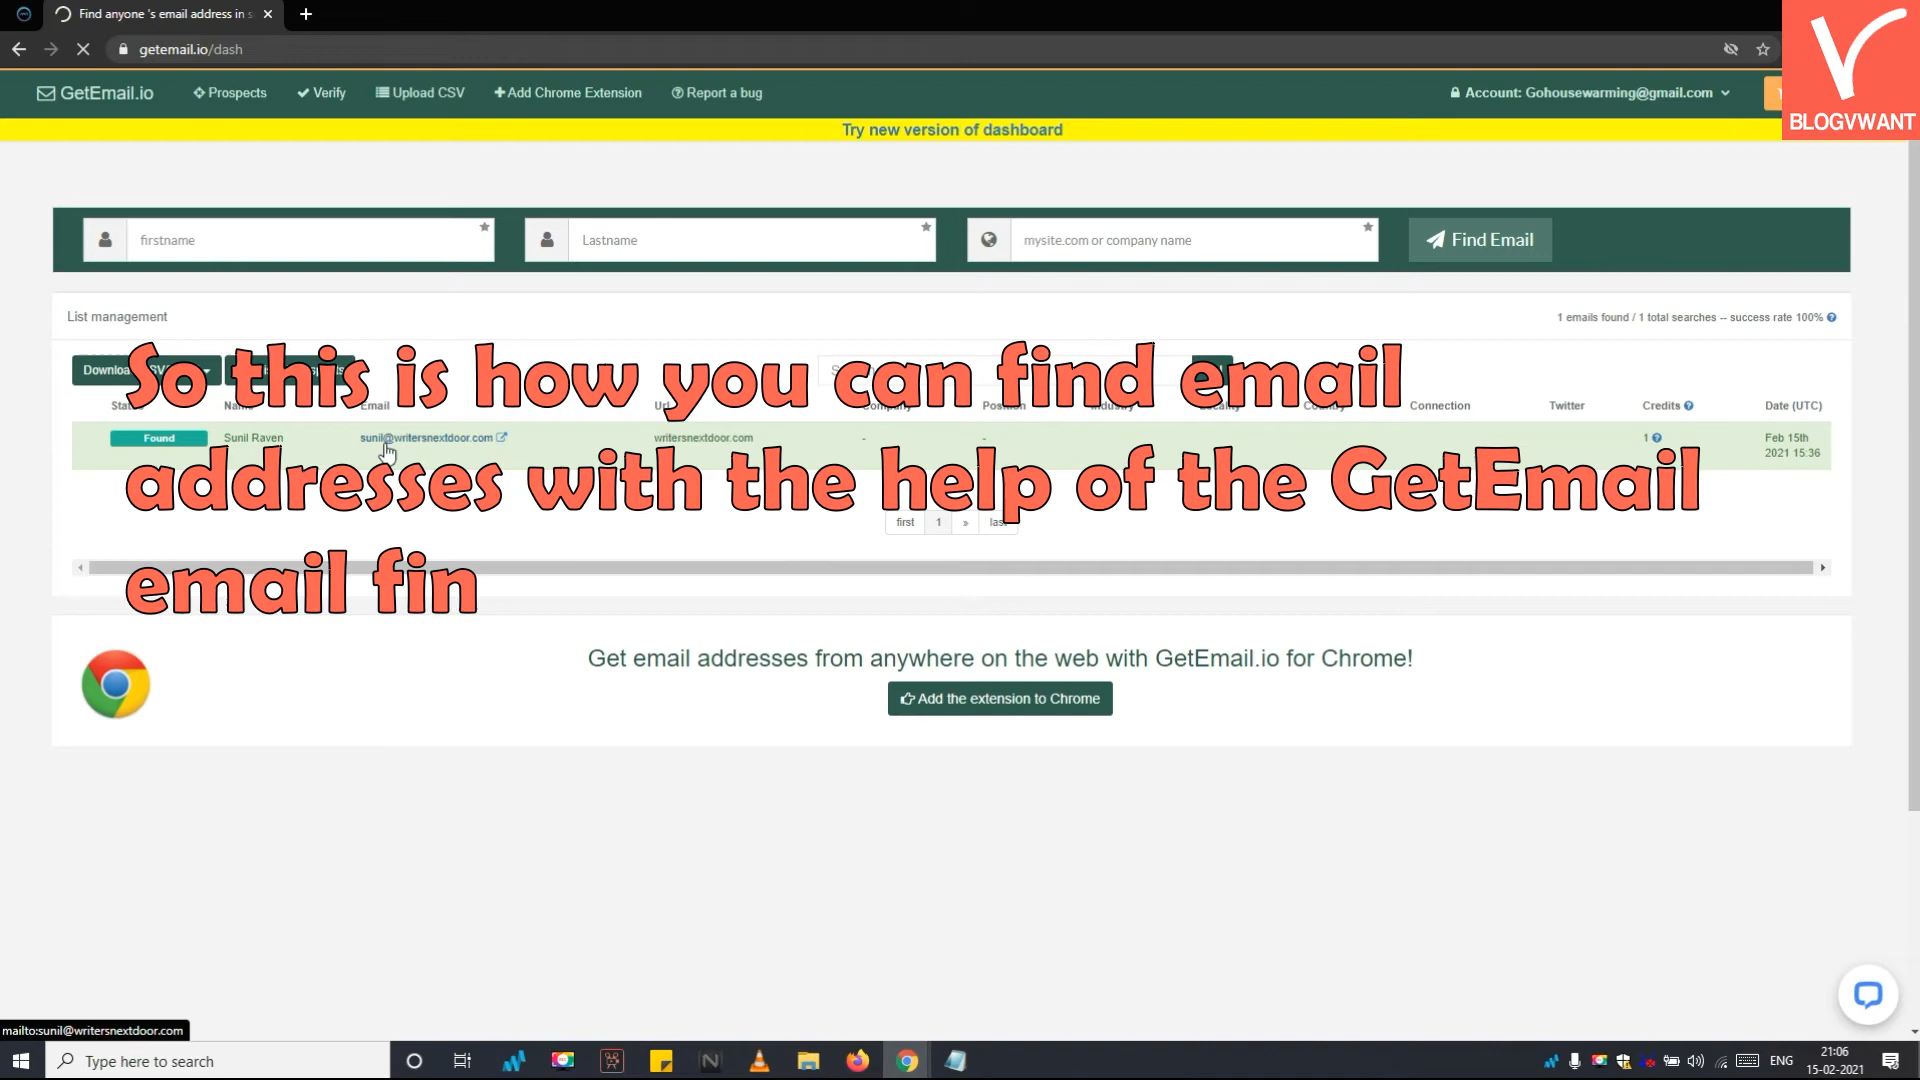 Find anyone 's email address in s
getemail.io/dash
GetEmail.io
Prospects
Verify
Upload CSV
Add Chrome Extension
Report a bug
Account: Gohousewarming@gmail.com
BLOGVWANT
Try new version of dashboard
firstname
Lastname
mysite.com or company name
Find Email
List management
1 emails found / 1 total searches -- success rate 100%
So this is how you can find email
addresses with the help of the GetEmail
email fin
Email
Connection
Twitter
Credits
Date (UTC)
Found
Sunil Raven
sunil@writersnextdoor.com
writersnextdoor.com
-
-
1
Feb 15th
2021 15:36
first
1
»
Get email addresses from anywhere on the web with GetEmail.io for Chrome!
Add the extension to Chrome
mailto:sunil@writersnextdoor.com
Type here to search
ENG
21:06
15-02-2021